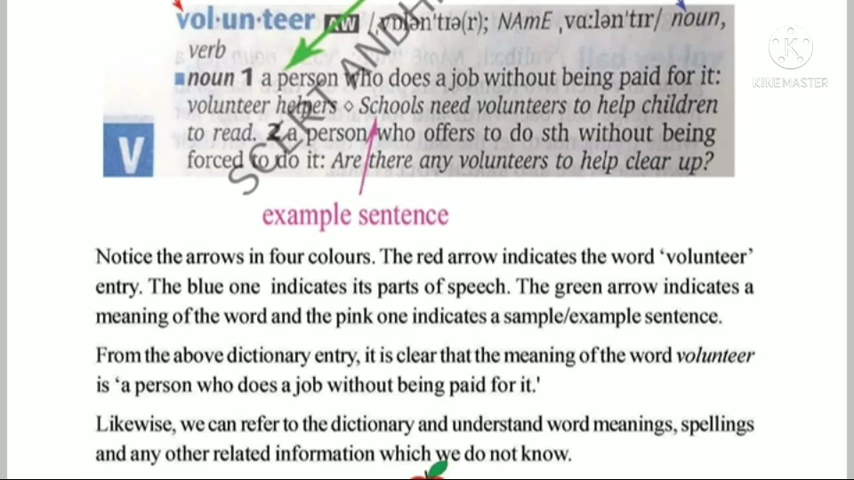 vol·un·teer AW /ˌvɒlənˈtɪə(r); NAmE ˌvɑːlənˈtɪr/ noun,
verb
■noun 1 a person who does a job without being paid for it:
volunteer helpers ◇ Schools need volunteers to help children
to read. 2 a person who offers to do sth without being
forced to do it: Are there any volunteers to help clear up?
V
SCERT ANDH
KINEMASTER
example sentence
Notice the arrows in four colours. The red arrow indicates the word ‘volunteer’
entry. The blue one indicates its parts of speech. The green arrow indicates a
meaning of the word and the pink one indicates a sample/example sentence.
From the above dictionary entry, it is clear that the meaning of the word volunteer
is ‘a person who does a job without being paid for it.'
Likewise, we can refer to the dictionary and understand word meanings, spellings
and any other related information which we do not know.